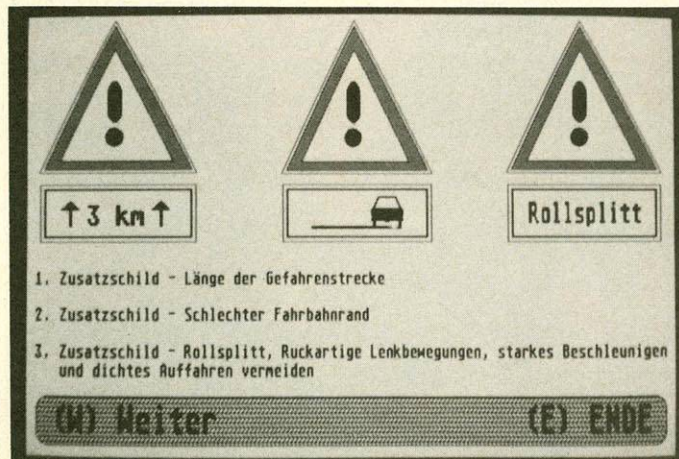 ↑ 3 km ↑
Rollsplitt
1. Zusatzschild - Länge der Gefahrenstrecke
2. Zusatzschild - Schlechter Fahrbahnrand
3. Zusatzschild - Rollsplitt, Ruckartige Lenkbewegungen, starkes Beschleunigen
und dichtes Auffahren vermeiden
(W) Weiter (E) ENDE